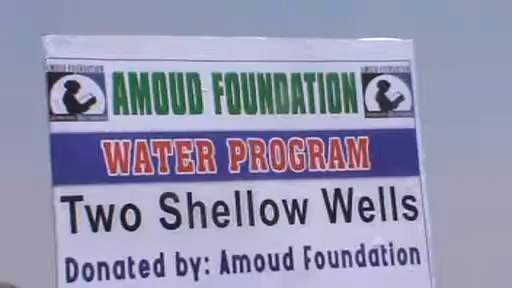 AMOUD FOUNDATION
WATER PROGRAM
Two Shellow Wells
Donated by: Amoud Foundation